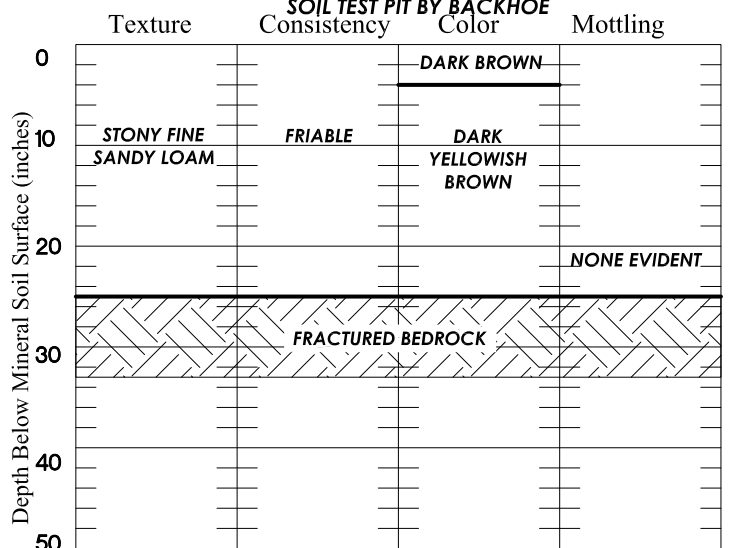 SOIL TEST PIT BY BACKHOE
Texture Consistency Color Mottling
Depth Below Mineral Soil Surface (inches)
0
DARK BROWN
10
STONY FINE
SANDY LOAM
FRIABLE
DARK
YELLOWISH
BROWN
20
NONE EVIDENT
FRACTURED BEDROCK
30
40
50